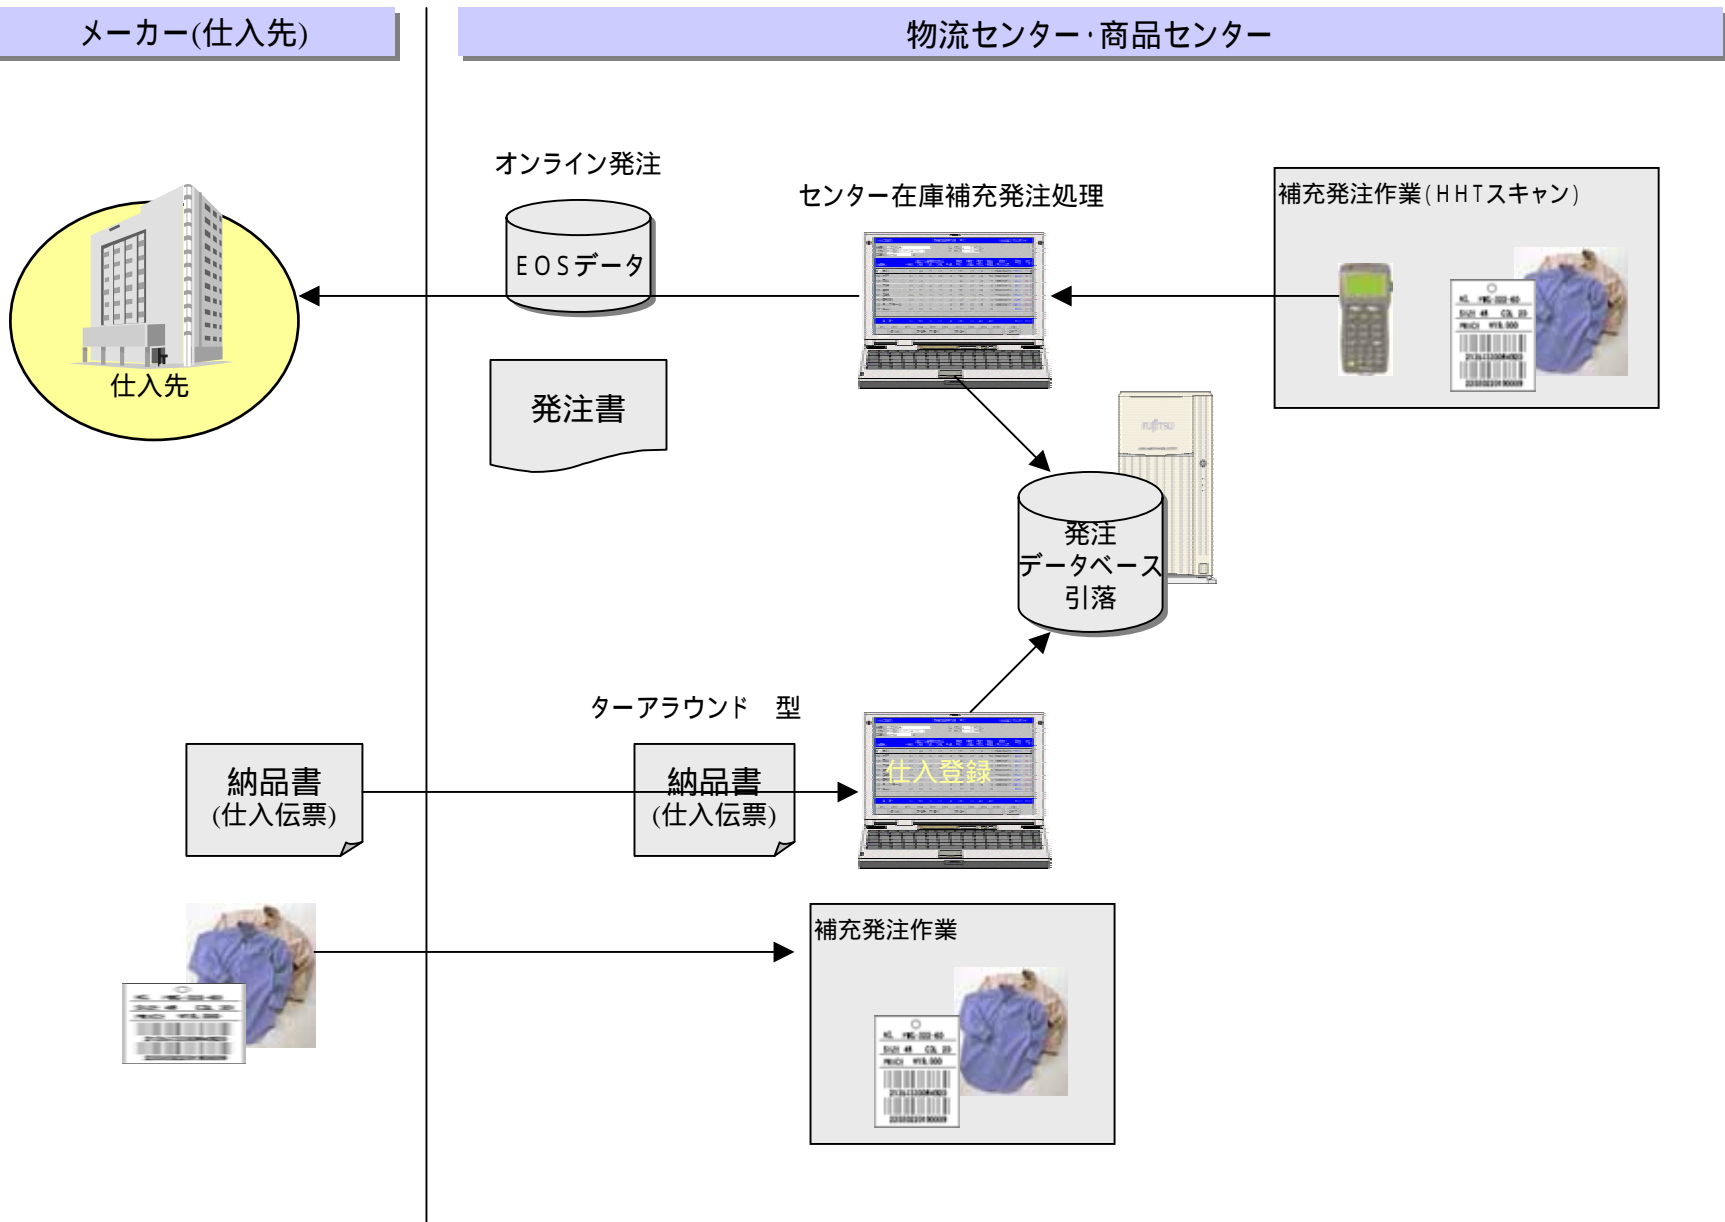 メーカー(仕入先)
物流センター・商品センター
オンライン発注
EOSデータ
発注書
センター在庫補充発注処理
補充発注作業(HHTスキャン)
仕入先
FUJITSU
発注
データベース
引落
ターアラウンド　型
納品書
(仕入伝票)
納品書
(仕入伝票)
仕入登録
補充発注作業